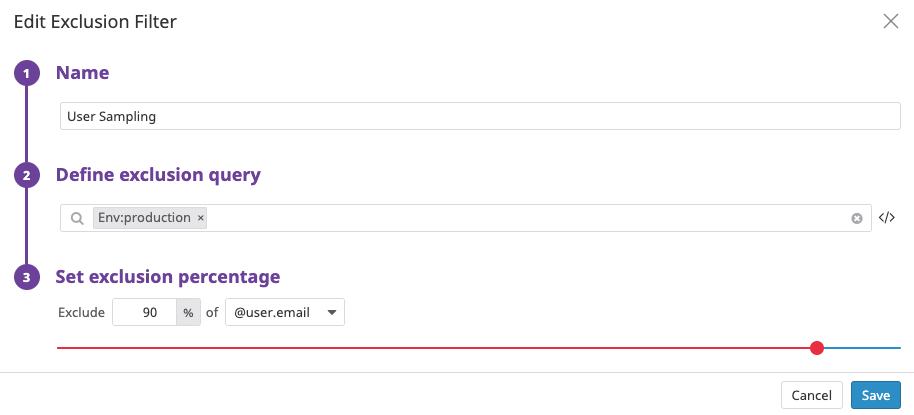 Edit Exclusion Filter
1 Name
User Sampling
2 Define exclusion query
Env:production ×
</>
3 Set exclusion percentage
Exclude 90 % of @user.email
Cancel Save